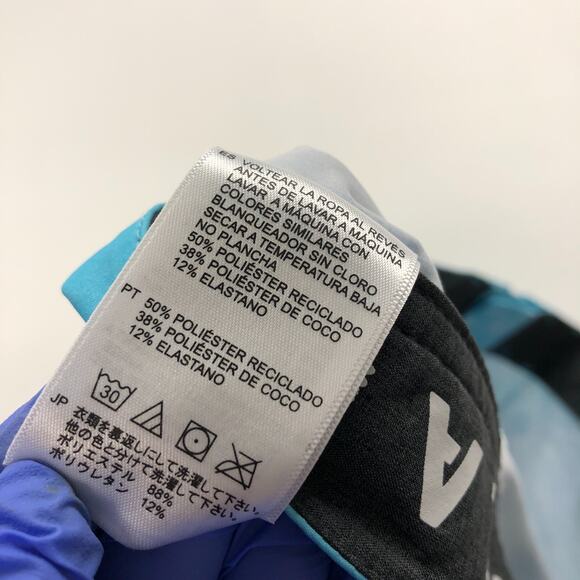 ES VOLTEAR LA ROPA AL REVÉS
ANTES DE LAVAR A MÁQUINA
LAVAR A MÁQUINA CON
COLORES SIMILARES
BLANQUEADOR SIN CLORO
SECAR A TEMPERATURA BAJA
NO PLANCHA
50% POLIÉSTER RECICLADO
38% POLIÉSTER DE COCO
12% ELASTANO
PT 50% POLIÉSTER RECICLADO
38% POLIÉSTER DE COCO
12% ELASTANO
30
JP 衣類を裏返しにして洗濯して下さい。
他の色と分けて洗濯して下さい。
ポリエステル 88%
ポリウレタン 12%
A